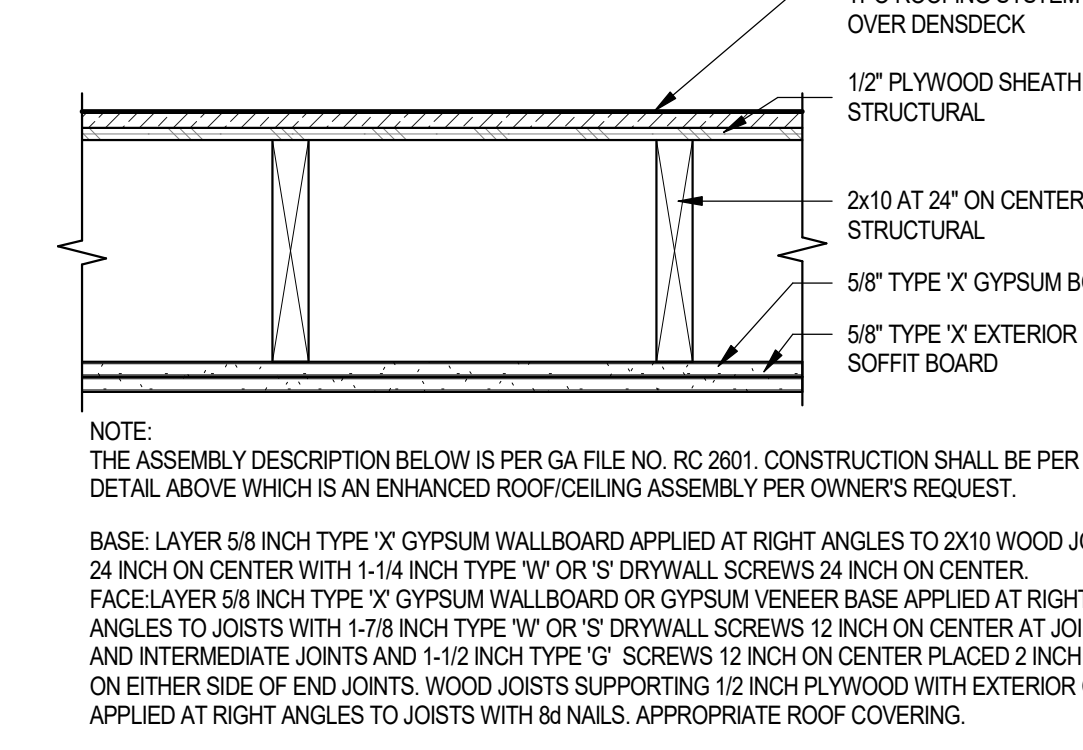 OVER DENSDECK
1/2" PLYWOOD SHEATH
STRUCTURAL
2x10 AT 24" ON CENTER
STRUCTURAL
5/8" TYPE 'X' GYPSUM
5/8" TYPE 'X' EXTERIOR
SOFFIT BOARD
NOTE:
THE ASSEMBLY DESCRIPTION BELOW IS PER GA FILE NO. RC 2601. CONSTRUCTION SHALL BE PER
DETAIL ABOVE WHICH IS AN ENHANCED ROOF/CEILING ASSEMBLY PER OWNER'S REQUEST.
BASE: LAYER 5/8 INCH TYPE 'X' GYPSUM WALLBOARD APPLIED AT RIGHT ANGLES TO 2X10 WOOD
24 INCH ON CENTER WITH 1-1/4 INCH TYPE 'W' OR 'S' DRYWALL SCREWS 24 INCH ON CENTER.
FACE:LAYER 5/8 INCH TYPE 'X' GYPSUM WALLBOARD OR GYPSUM VENEER BASE APPLIED AT RIGHT
ANGLES TO JOISTS WITH 1-7/8 INCH TYPE 'W' OR 'S' DRYWALL SCREWS 12 INCH ON CENTER AT
AND INTERMEDIATE JOINTS AND 1-1/2 INCH TYPE 'G' SCREWS 12 INCH ON CENTER PLACED 2 INCH
ON EITHER SIDE OF END JOINTS. WOOD JOISTS SUPPORTING 1/2 INCH PLYWOOD WITH EXTERIOR
APPLIED AT RIGHT ANGLES TO JOISTS WITH 8d NAILS. APPROPRIATE ROOF COVERING.